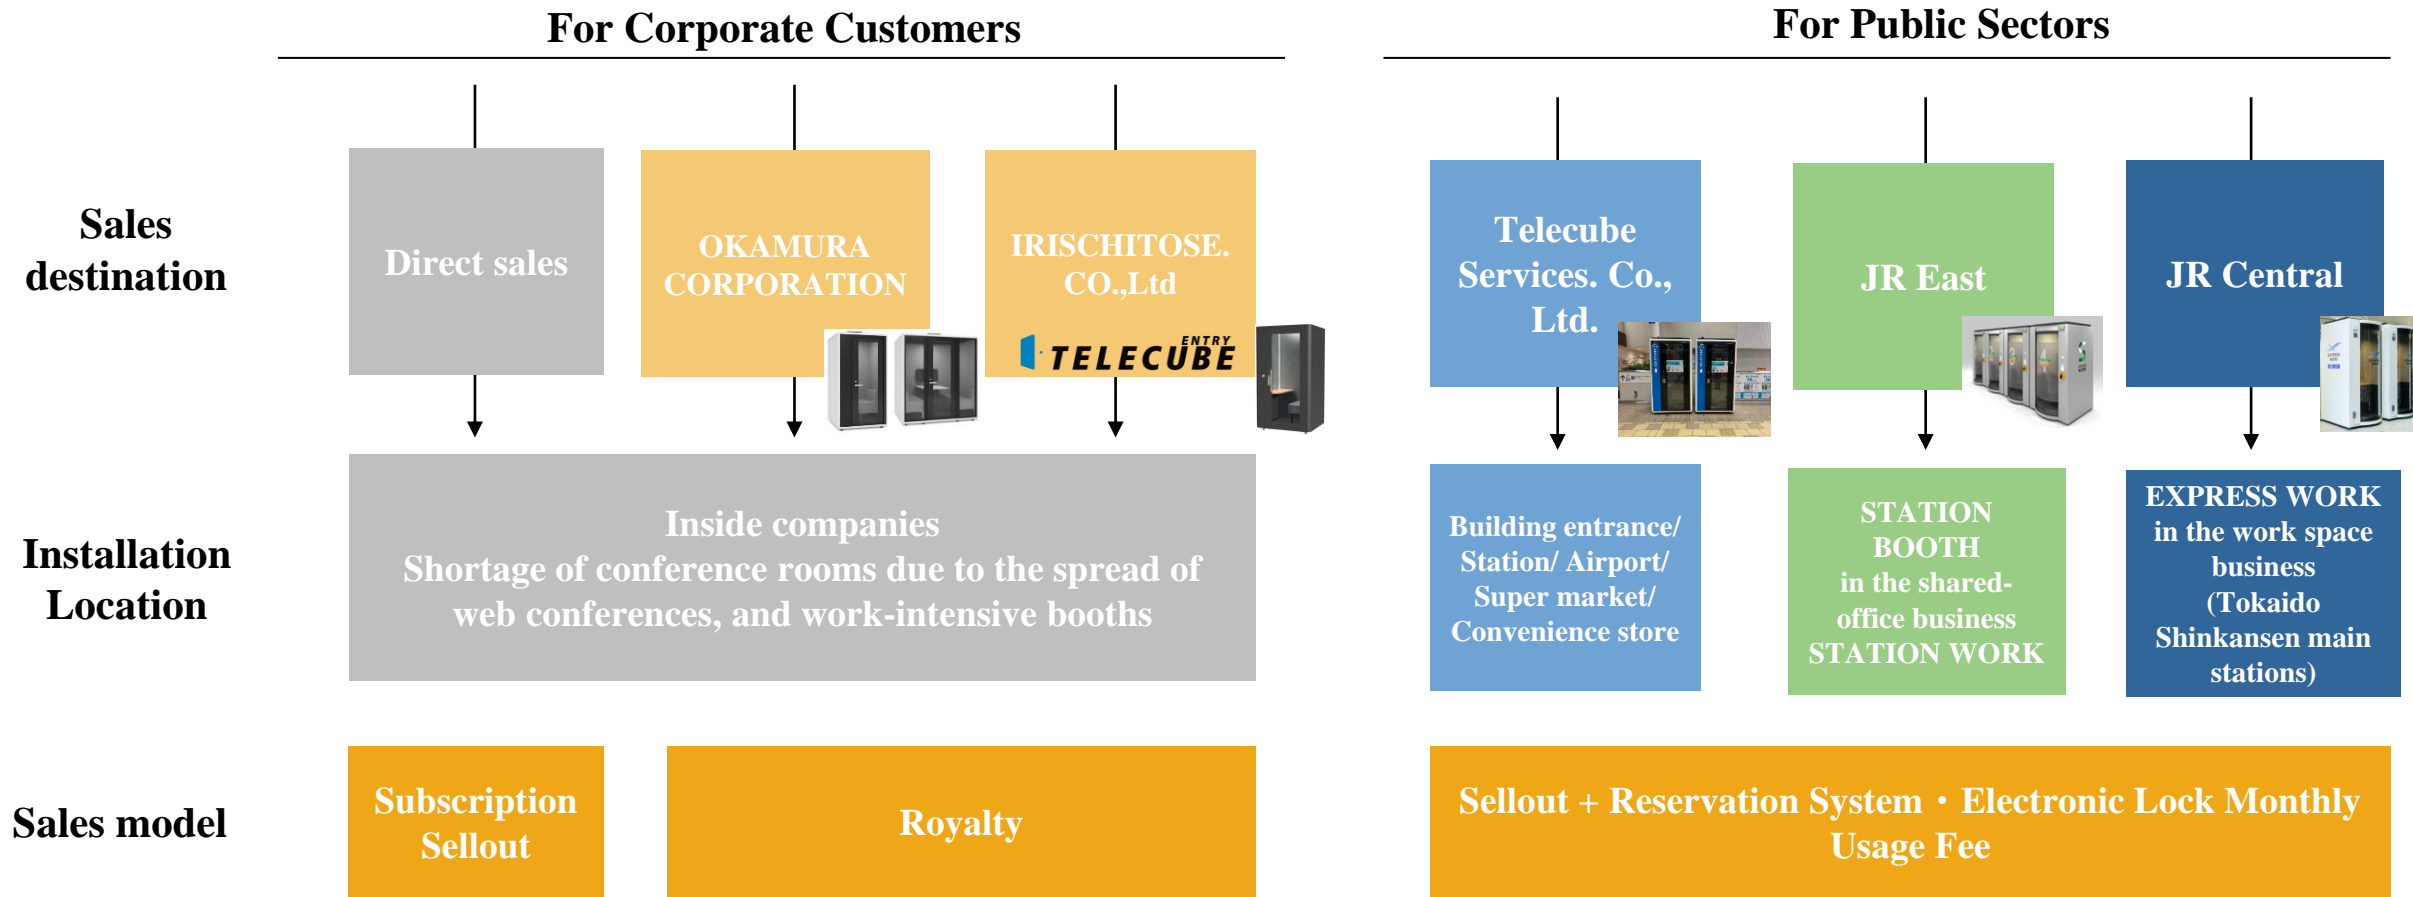 For Corporate Customers
For Public Sectors
Sales
destination
Direct sales
OKAMURA
CORPORATION
IRISCHITOSE.
CO.,Ltd
ENTRY
TELECUBE
Telecube
Services. Co.,
Ltd.
JR East
JR Central
Installation
Location
Inside companies
Shortage of conference rooms due to the spread of
web conferences, and work-intensive booths
Building entrance/
Station/ Airport/
Super market/
Convenience store
STATION
BOOTH
in the shared-
office business
STATION WORK
EXPRESS WORK
in the work space
business
(Tokaido
Shinkansen main
stations)
Sales model
Subscription
Sellout
Royalty
Sellout + Reservation System・Electronic Lock Monthly
Usage Fee